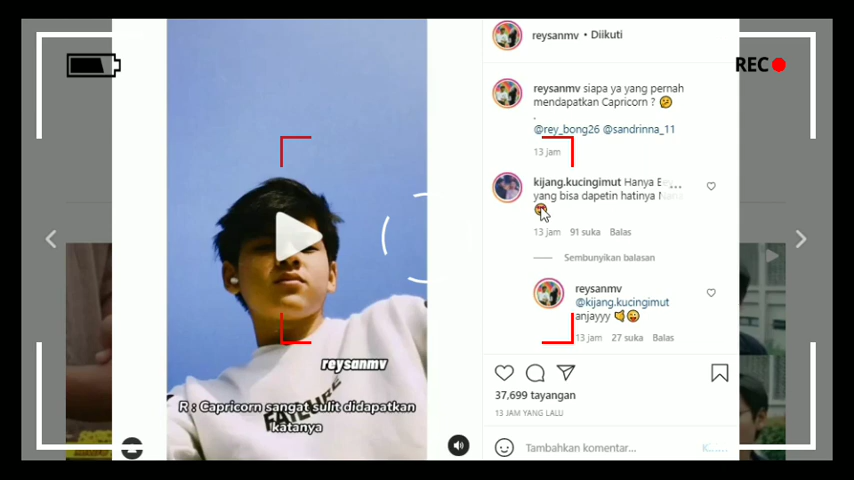 REC
reysanmv • Diikuti
reysanmv siapa ya yang pernah
mendapatkan Capricorn ?
.
@rey_bong26 @sandrinna_11
13 jam
kijang.kucingimut Hanya
yang bisa dapetin hatinya
13 jam 91 suka Balas
Sembunyikan balasan
reysanmv
@kijang.kucingimut
anjayyy
13 jam 27 suka Balas
37,699 tayangan
13 JAM YANG LALU
Tambahkan komentar...
reysanmv
R : Capricorn sangat sulit didapatkan
katanya